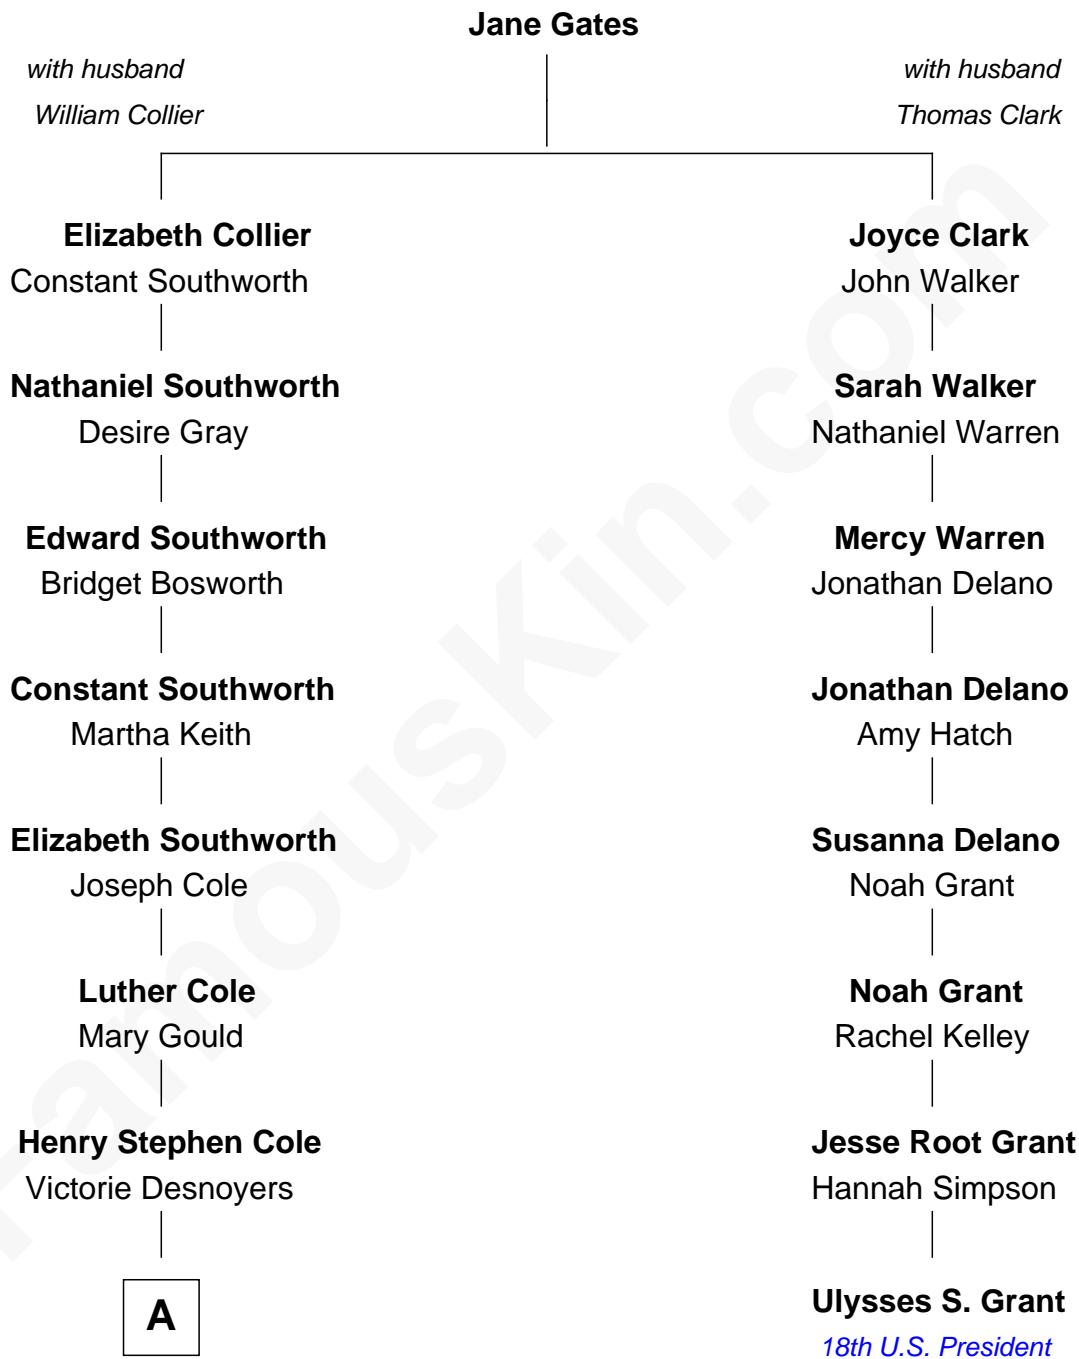 Jane Gates
with husband
William Collier
with husband
Thomas Clark
Elizabeth Collier
Constant Southworth
Joyce Clark
John Walker
Nathaniel Southworth
Desire Gray
Sarah Walker
Nathaniel Warren
Edward Southworth
Bridget Bosworth
Mercy Warren
Jonathan Delano
Constant Southworth
Martha Keith
Jonathan Delano
Amy Hatch
Elizabeth Southworth
Joseph Cole
Susanna Delano
Noah Grant
Luther Cole
Mary Gould
Noah Grant
Rachel Kelley
Henry Stephen Cole
Victorie Desnoyers
Jesse Root Grant
Hannah Simpson
A
Ulysses S. Grant
18th U.S. President
FamousKin.com